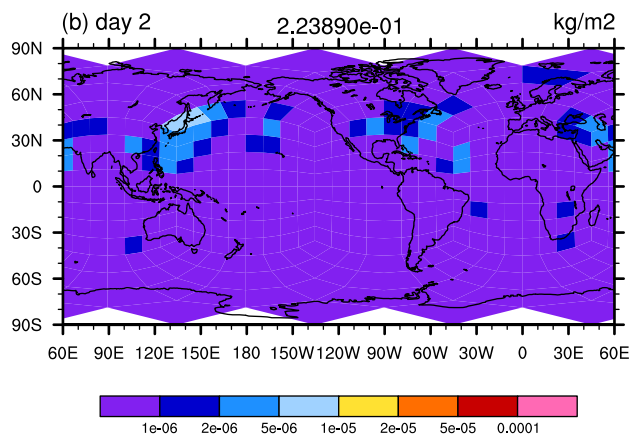 (b) day 2 2.23890e-01 kg/m2
90N
60N
30N
0
30S
60S
90S
60E 90E 120E 150E 180 150W 120W 90W 60W 30W 0 30E 60E
1e-06 2e-06 5e-06 1e-05 2e-05 5e-05 0.0001